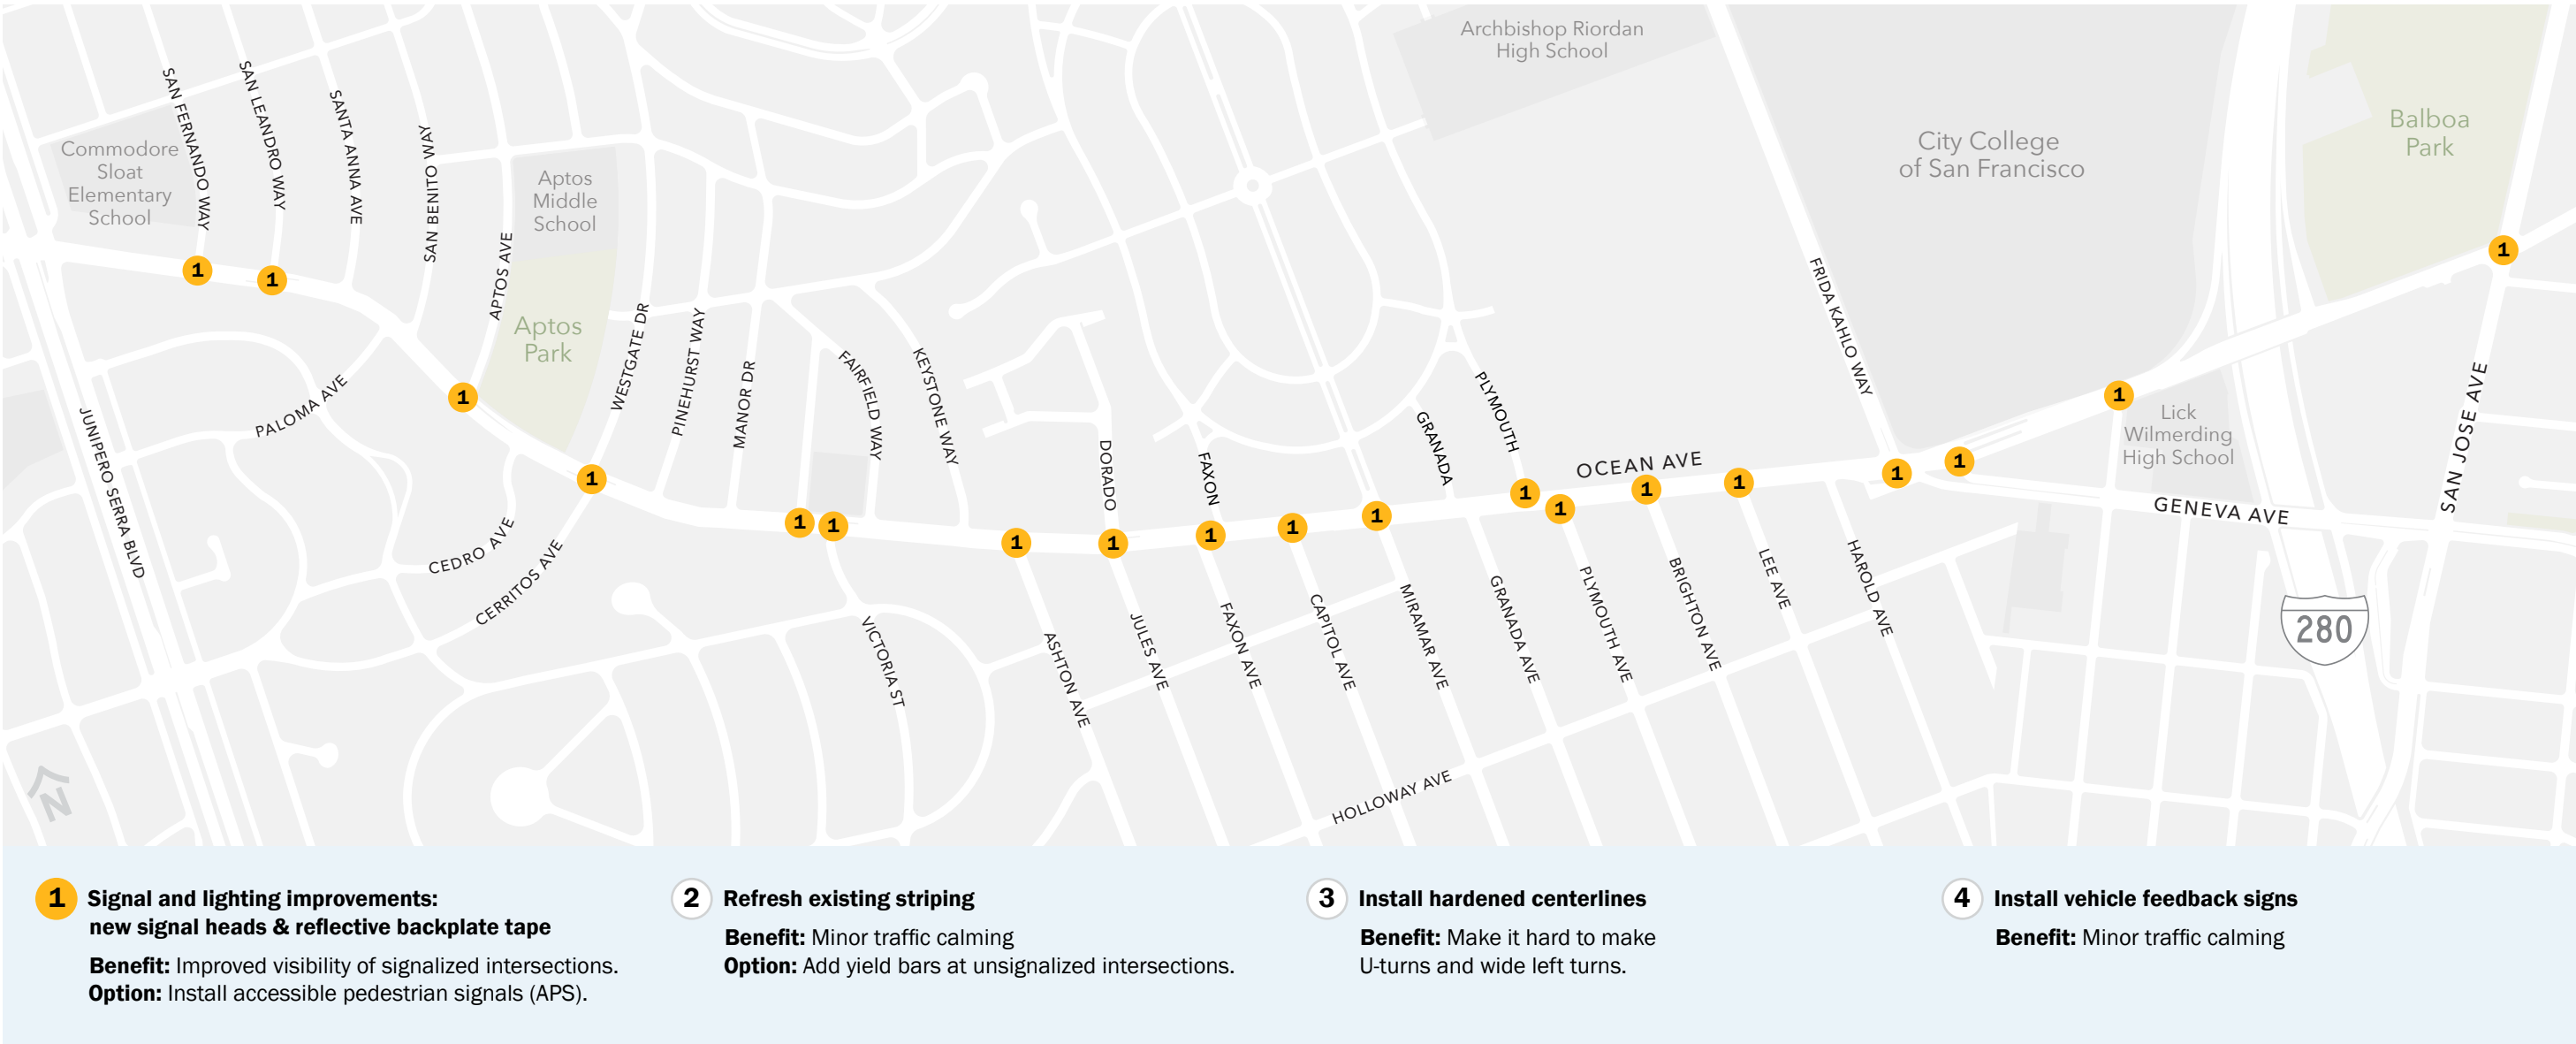 Archbishop Riordan
High School
SAN FERNANDO WAY
SAN LEANDRO WAY
SANTA ANNA AVE
SAN BENITO WAY
Commodore
Sloat
Elementary
School
Aptos
Middle
School
City College
of San Francisco
Balboa
Park
1
1
1
APTOS AVE
Aptos
Park
WESTGATE DR
PINEHURST WAY
MANOR DR
FAIRFIELD WAY
KEYSTONE WAY
FRIDA KAHLO WAY
PALOMA AVE
JUNIPERO SERRA BLVD
1
1
DORADO
FAXON
GRANADA
PLYMOUTH
OCEAN AVE
1
Lick
Wilmerding
High School
SAN JOSE AVE
GENEVA AVE
1
1
1
1
1
1
1
1
1
1
1
1
1
CEDRO AVE
CERRITOS AVE
VICTORIA ST
ASHTON AVE
JULES AVE
FAXON AVE
CAPITOL AVE
MIRAMAR AVE
GRANADA AVE
PLYMOUTH AVE
BRIGHTON AVE
LEE AVE
HAROLD AVE
280
HOLLOWAY AVE
N
1 Signal and lighting improvements:
new signal heads & reflective backplate tape
Benefit: Improved visibility of signalized intersections.
Option: Install accessible pedestrian signals (APS).
2 Refresh existing striping
Benefit: Minor traffic calming
Option: Add yield bars at unsignalized intersections.
3 Install hardened centerlines
Benefit: Make it hard to make
U-turns and wide left turns.
4 Install vehicle feedback signs
Benefit: Minor traffic calming